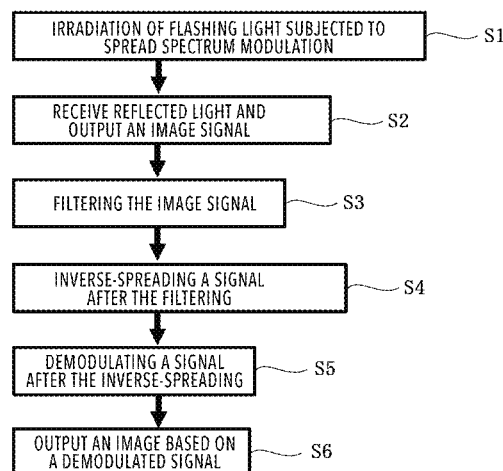 IRRADIATION OF FLASHING LIGHT SUBJECTED TO
SPREAD SPECTRUM MODULATION
S1
RECEIVE REFLECTED LIGHT AND
OUTPUT AN IMAGE SIGNAL
S2
FILTERING THE IMAGE SIGNAL
S3
INVERSE-SPREADING A SIGNAL
AFTER THE FILTERING
S4
DEMODULATING A SIGNAL
AFTER THE INVERSE-SPREADING
S5
OUTPUT AN IMAGE BASED ON
A DEMODULATED SIGNAL
S6